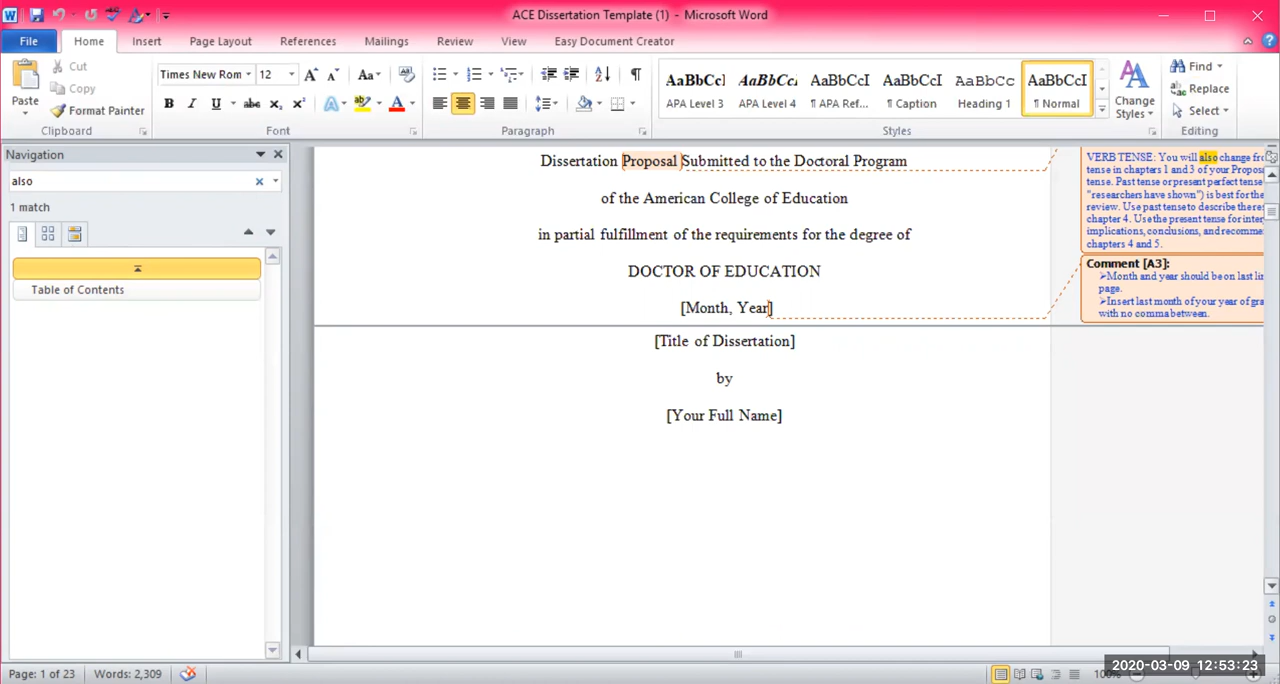 ACE Dissertation Template (1) - Microsoft Word
File Home Insert Page Layout References Mailings Review View Easy Document Creator
Paste
Cut
Copy
Format Painter
Clipboard
Times New Rom 12
Font
Paragraph
AaBbCcI AaBbCcI AaBbCcI AaBbCcI AaBbCc AaBbCcI
APA Level 3 APA Level 4 ¶ APA Ref... ¶ Caption Heading 1 ¶ Normal
Styles
Change
Styles
Find
Replace
Select
Editing
Navigation
also
1 match
Table of Contents
Dissertation Proposal Submitted to the Doctoral Program
of the American College of Education
in partial fulfillment of the requirements for the degree of
DOCTOR OF EDUCATION
[Month, Year]
[Title of Dissertation]
by
[Your Full Name]
VERB TENSE: You will also change
tense in chapters 1 and 3 of your
tense. Past tense or present perfect tense
"researchers have shown") is best for the
review. Use past tense to describe the
chapter 4. Use the present tense for
implications, conclusions, and
chapters 4 and 5.
Comment [A3]:
Month and year should be on last
page.
Insert last month of your year of
with no comma between.
Page: 1 of 23 Words: 2,309
100%
2020-03-09 12:53:23